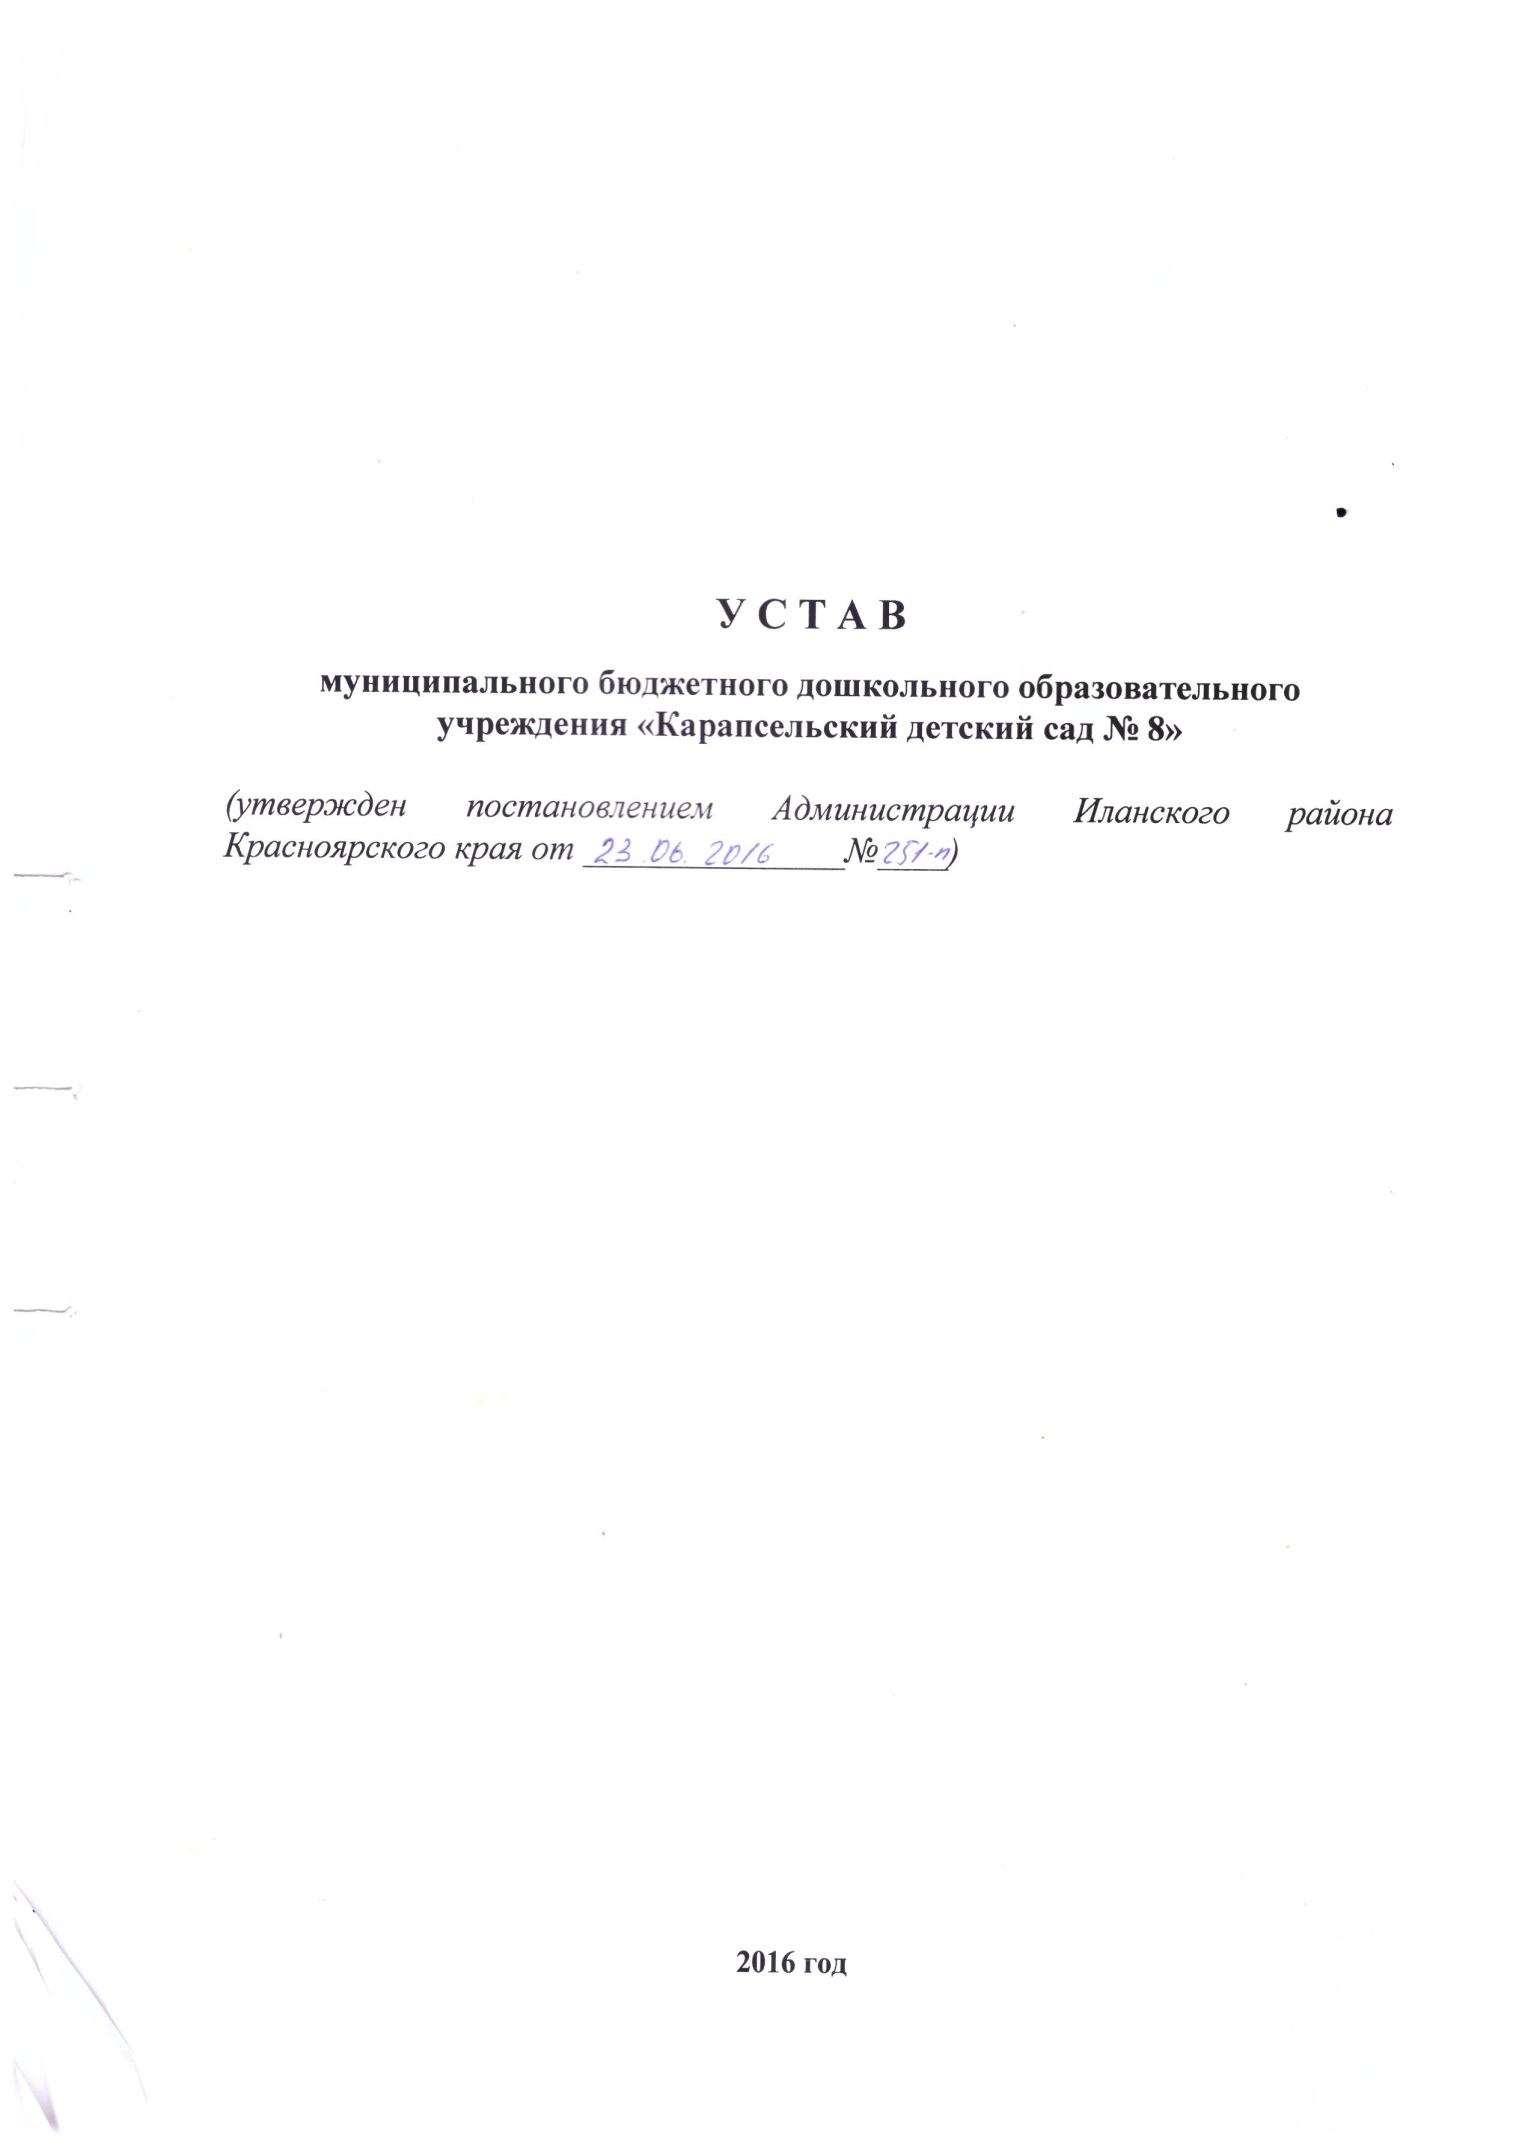 У С Т А В
муниципального бюджетного дошкольного образовательного
учреждения «Карапсельский детский сад № 8»
(утвержден постановлением Администрации Иланского района
Красноярского края от 23.06.2016 №251-п)
2016 год